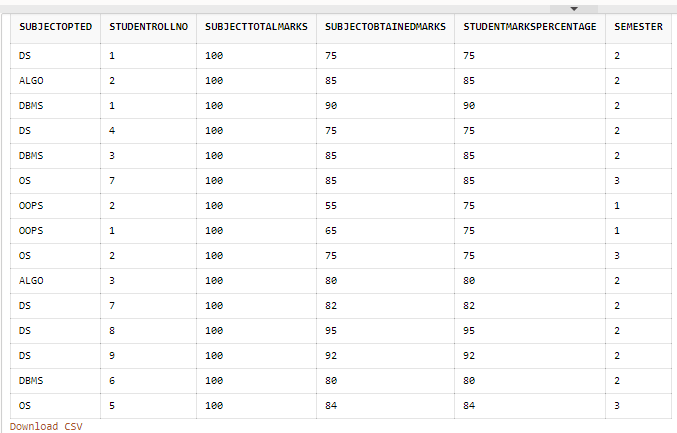 SUBJECTOPTED STUDENTROLLNO SUBJECTTOTALMARKS SUBJECTOBTAINEDMARKS STUDENTMARKSPERCENTAGE SEMESTER
DS 1 100 75 75 2
ALGO 2 100 85 85 2
DBMS 1 100 90 90 2
DS 4 100 75 75 2
DBMS 3 100 85 85 2
OS 7 100 85 85 3
OOPS 2 100 55 75 1
OOPS 1 100 65 75 1
OS 2 100 75 75 3
ALGO 3 100 80 80 2
DS 7 100 82 82 2
DS 8 100 95 95 2
DS 9 100 92 92 2
DBMS 6 100 80 80 2
OS 5 100 84 84 3
Download CSV